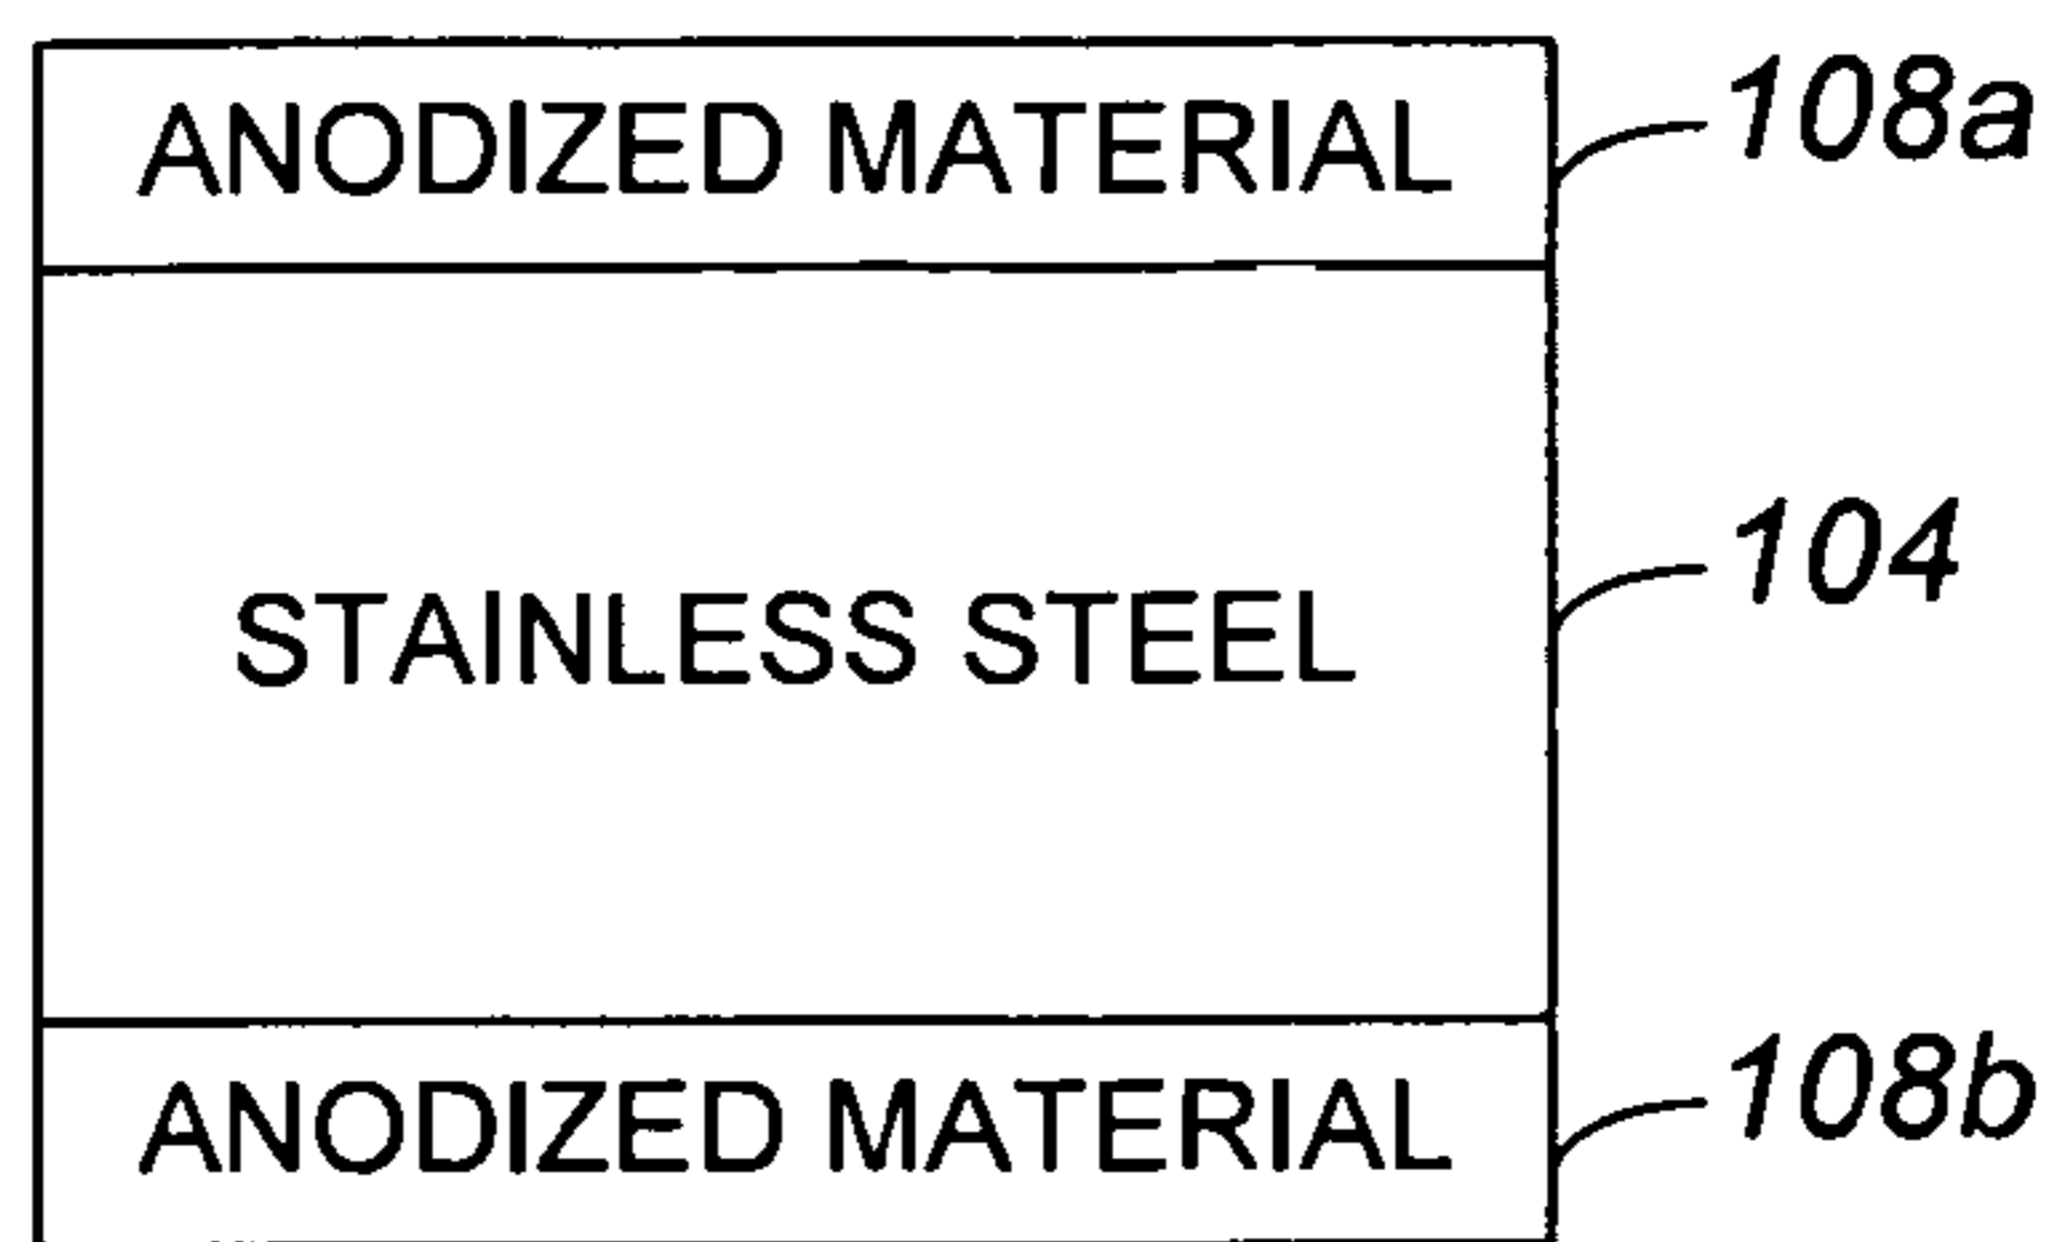 ANODIZED MATERIAL 108a
STAINLESS STEEL 104
ANODIZED MATERIAL 108b